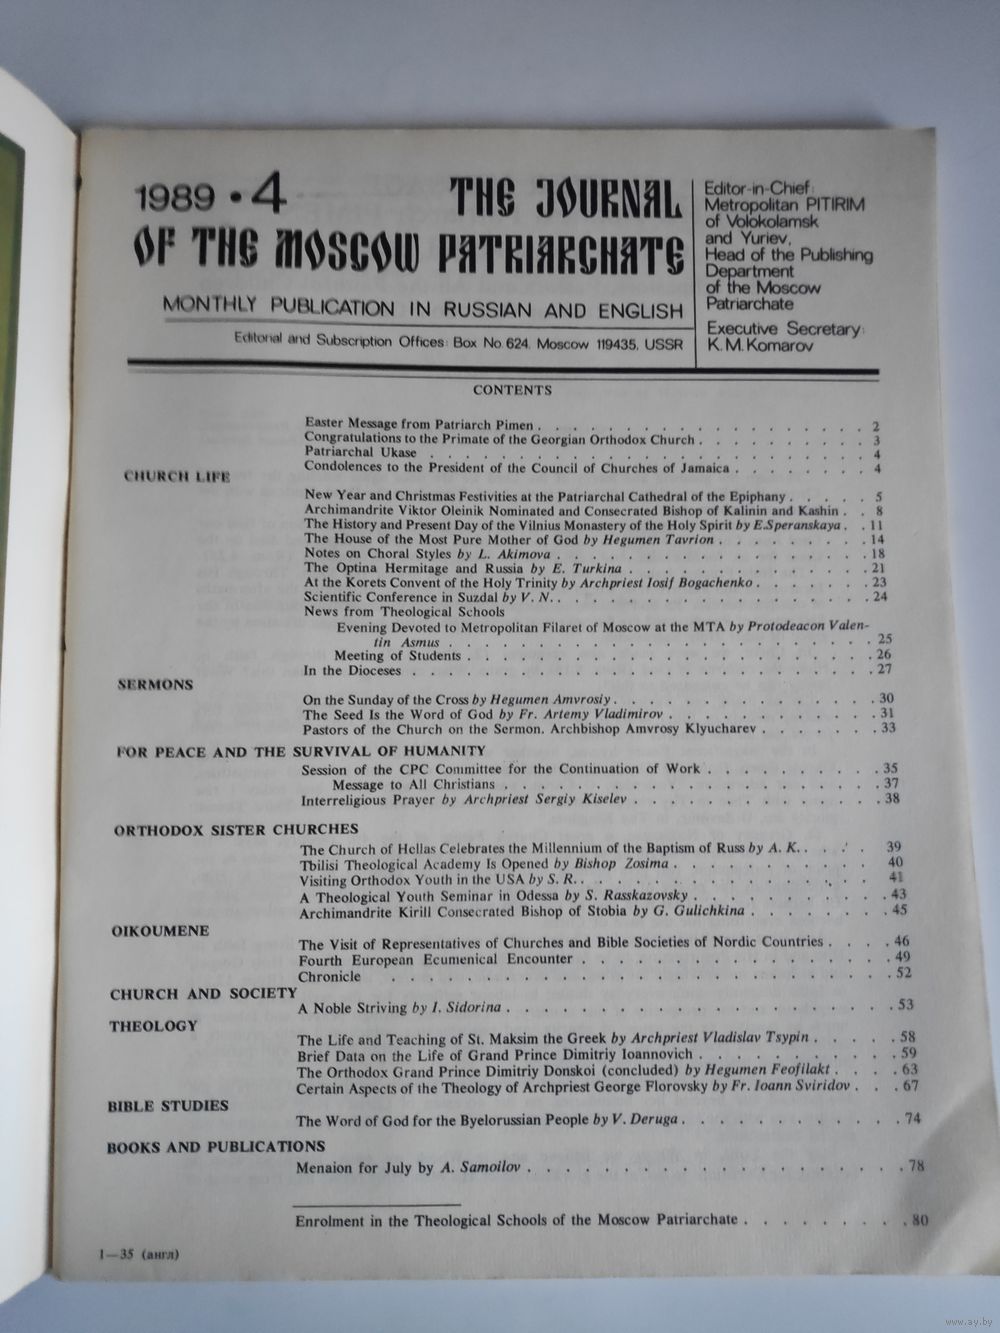 1989 • 4
THE JOURNAL
OF THE MOSCOW PATRIARCHATE
MONTHLY PUBLICATION IN RUSSIAN AND ENGLISH
Editorial and Subscription Offices: Box No 624, Moscow 119435, USSR
Editor-in-Chief:
Metropolitan PITIRIM
of Volokolamsk
and Yuriev,
Head of the Publishing
Department
of the Moscow
Patriarchate
Executive Secretary:
K. M. Komarov
CONTENTS
Easter Message from Patriarch Pimen . . . . . . . . . . . . . . . . . . 2
Congratulations to the Primate of the Georgian Orthodox Church . . . . . . . . . . 3
Patriarchal Ukase . . . . . . . . . . . . . . . . . . . . . . 4
Condolences to the President of the Council of Churches of Jamaica . . . . . . . . 4
CHURCH LIFE
New Year and Christmas Festivities at the Patriarchal Cathedral of the Epiphany . . . . . 5
Archimandrite Viktor Oleinik Nominated and Consecrated Bishop of Kalinin and Kashin . . 8
The History and Present Day of the Vilnius Monastery of the Holy Spirit by E.Speranskaya . . 11
The House of the Most Pure Mother of God by Hegumen Tavrion . . . . . . . . . 14
Notes on Choral Styles by L. Akimova . . . . . . . . . . . . . . . . . 18
The Optina Hermitage and Russia by E. Turkina . . . . . . . . . . . . . . 21
At the Korets Convent of the Holy Trinity by Archpriest Iosif Bogachenko . . . . . . . 23
Scientific Conference in Suzdal by V. N. . . . . . . . . . . . . . . . . . 24
News from Theological Schools
Evening Devoted to Metropolitan Filaret of Moscow at the MTA by Protodeacon Valen-
tin Asmus . . . . . . . . . . . . . . . . . . . . . 25
Meeting of Students . . . . . . . . . . . . . . . . . . . . 26
In the Dioceses . . . . . . . . . . . . . . . . . . . . . . . 27
SERMONS
On the Sunday of the Cross by Hegumen Amvrosiy . . . . . . . . . . . . . . 30
The Seed Is the Word of God by Fr. Artemy Vladimirov . . . . . . . . . . . . 31
Pastors of the Church on the Sermon. Archbishop Amvrosy Klyucharev . . . . . . . 33
FOR PEACE AND THE SURVIVAL OF HUMANITY
Session of the CPC Committee for the Continuation of Work . . . . . . . . . . 35
Message to All Christians . . . . . . . . . . . . . . . . . . . 37
Interreligious Prayer by Archpriest Sergiy Kiselev . . . . . . . . . . . . . 38
ORTHODOX SISTER CHURCHES
The Church of Hellas Celebrates the Millennium of the Baptism of Russ by A. K. . . . . 39
Tbilisi Theological Academy Is Opened by Bishop Zosima . . . . . . . . . . . 40
Visiting Orthodox Youth in the USA by S. R. . . . . . . . . . . . . . . . 41
A Theological Youth Seminar in Odessa by S. Rasskazovsky . . . . . . . . . . . 43
Archimandrite Kirill Consecrated Bishop of Stobia by G. Gulichkina . . . . . . . . 45
OIKOUMENE
The Visit of Representatives of Churches and Bible Societies of Nordic Countries . . . . 46
Fourth European Ecumenical Encounter . . . . . . . . . . . . . . . . 49
Chronicle . . . . . . . . . . . . . . . . . . . . . . . . 52
CHURCH AND SOCIETY
A Noble Striving by I. Sidorina . . . . . . . . . . . . . . . . . . . 53
THEOLOGY
The Life and Teaching of St. Maksim the Greek by Archpriest Vladislav Tsypin . . . . . 58
Brief Data on the Life of Grand Prince Dimitriy Ioannovich . . . . . . . . . . 59
The Orthodox Grand Prince Dimitriy Donskoi (concluded) by Hegumen Feofilakt . . . . 63
Certain Aspects of the Theology of Archpriest George Florovsky by Fr. Ioann Sviridov . . . 67
BIBLE STUDIES
The Word of God for the Byelorussian People by V. Deruga . . . . . . . . . . . 74
BOOKS AND PUBLICATIONS
Menaion for July by A. Samoilov . . . . . . . . . . . . . . . . . . 78
Enrolment in the Theological Schools of the Moscow Patriarchate . . . . . . . . . 80
1—35 (англ)
www.ay.by